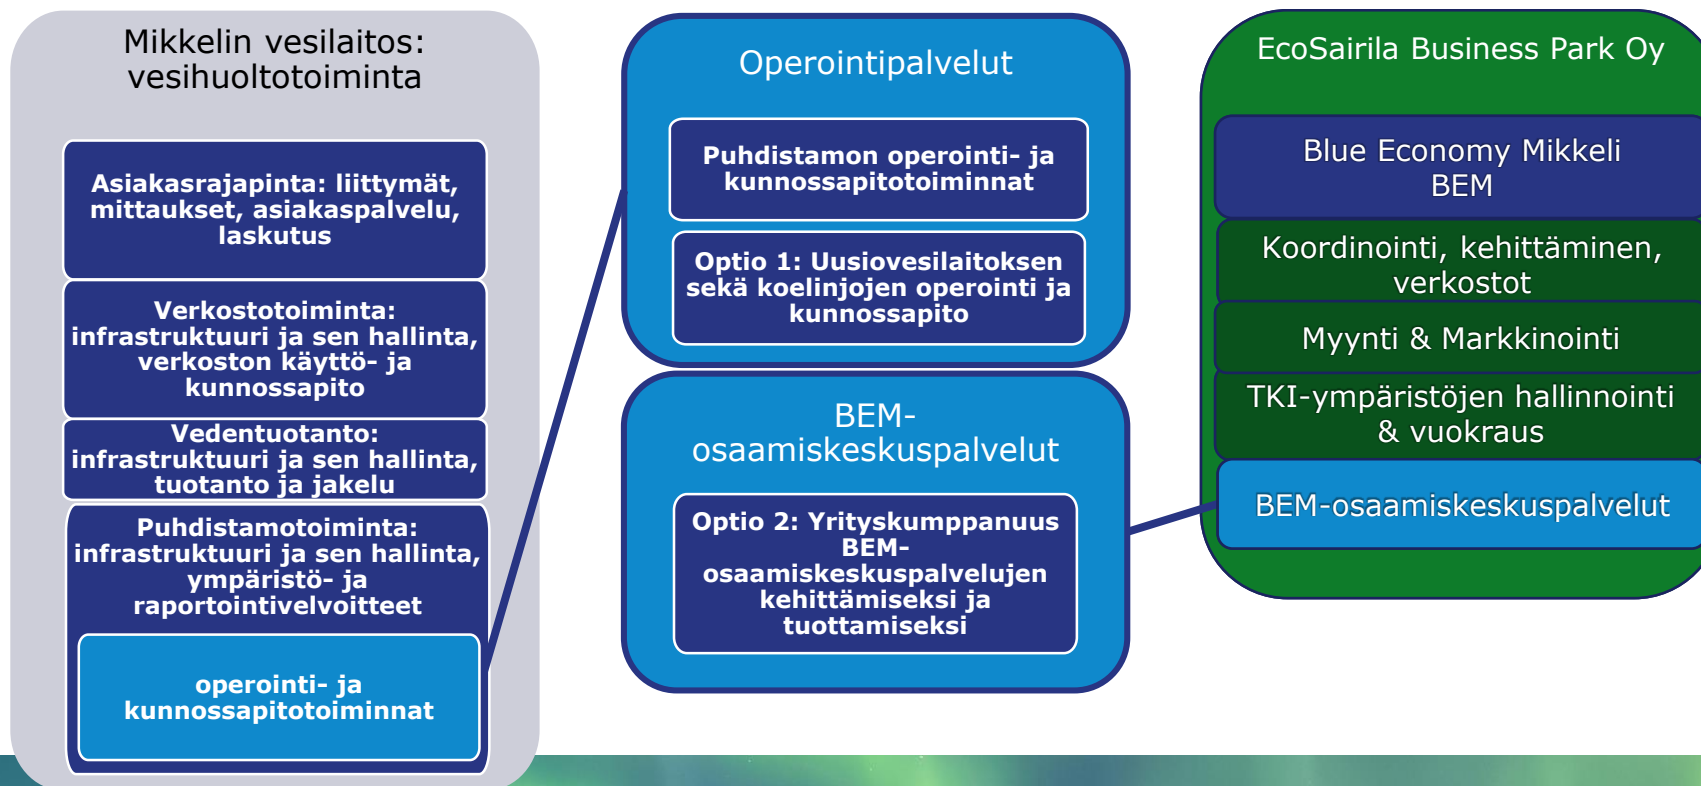 Mikkelin vesilaitos:
vesihuoltotoiminta
Asiakasrajapinta: liittymät,
mittaukset, asiakaspalvelu,
laskutus
Verkostotoiminta:
infrastruktuuri ja sen hallinta,
verkoston käyttö- ja
kunnossapito
Vedentuotanto:
infrastruktuuri ja sen hallinta,
tuotanto ja jakelu
Puhdistamotoiminta:
infrastruktuuri ja sen hallinta,
ympäristö- ja
raportointivelvoitteet
operointi- ja
kunnossapitotoiminnat
Operointipalvelut
Puhdistamon operointi- ja
kunnossapitotoiminnat
Optio 1: Uusiovesilaitoksen
sekä koelinjojen operointi ja
kunnossapito
BEM-
osaamiskeskuspalvelut
Optio 2: Yrityskumppanuus
BEM-
osaamiskeskuspalvelujen
kehittämiseksi ja
tuottamiseksi
EcoSairila Business Park Oy
Blue Economy Mikkeli
BEM
Koordinointi, kehittäminen,
verkostot
Myynti & Markkinointi
TKI-ympäristöjen hallinnointi
& vuokraus
BEM-osaamiskeskuspalvelut